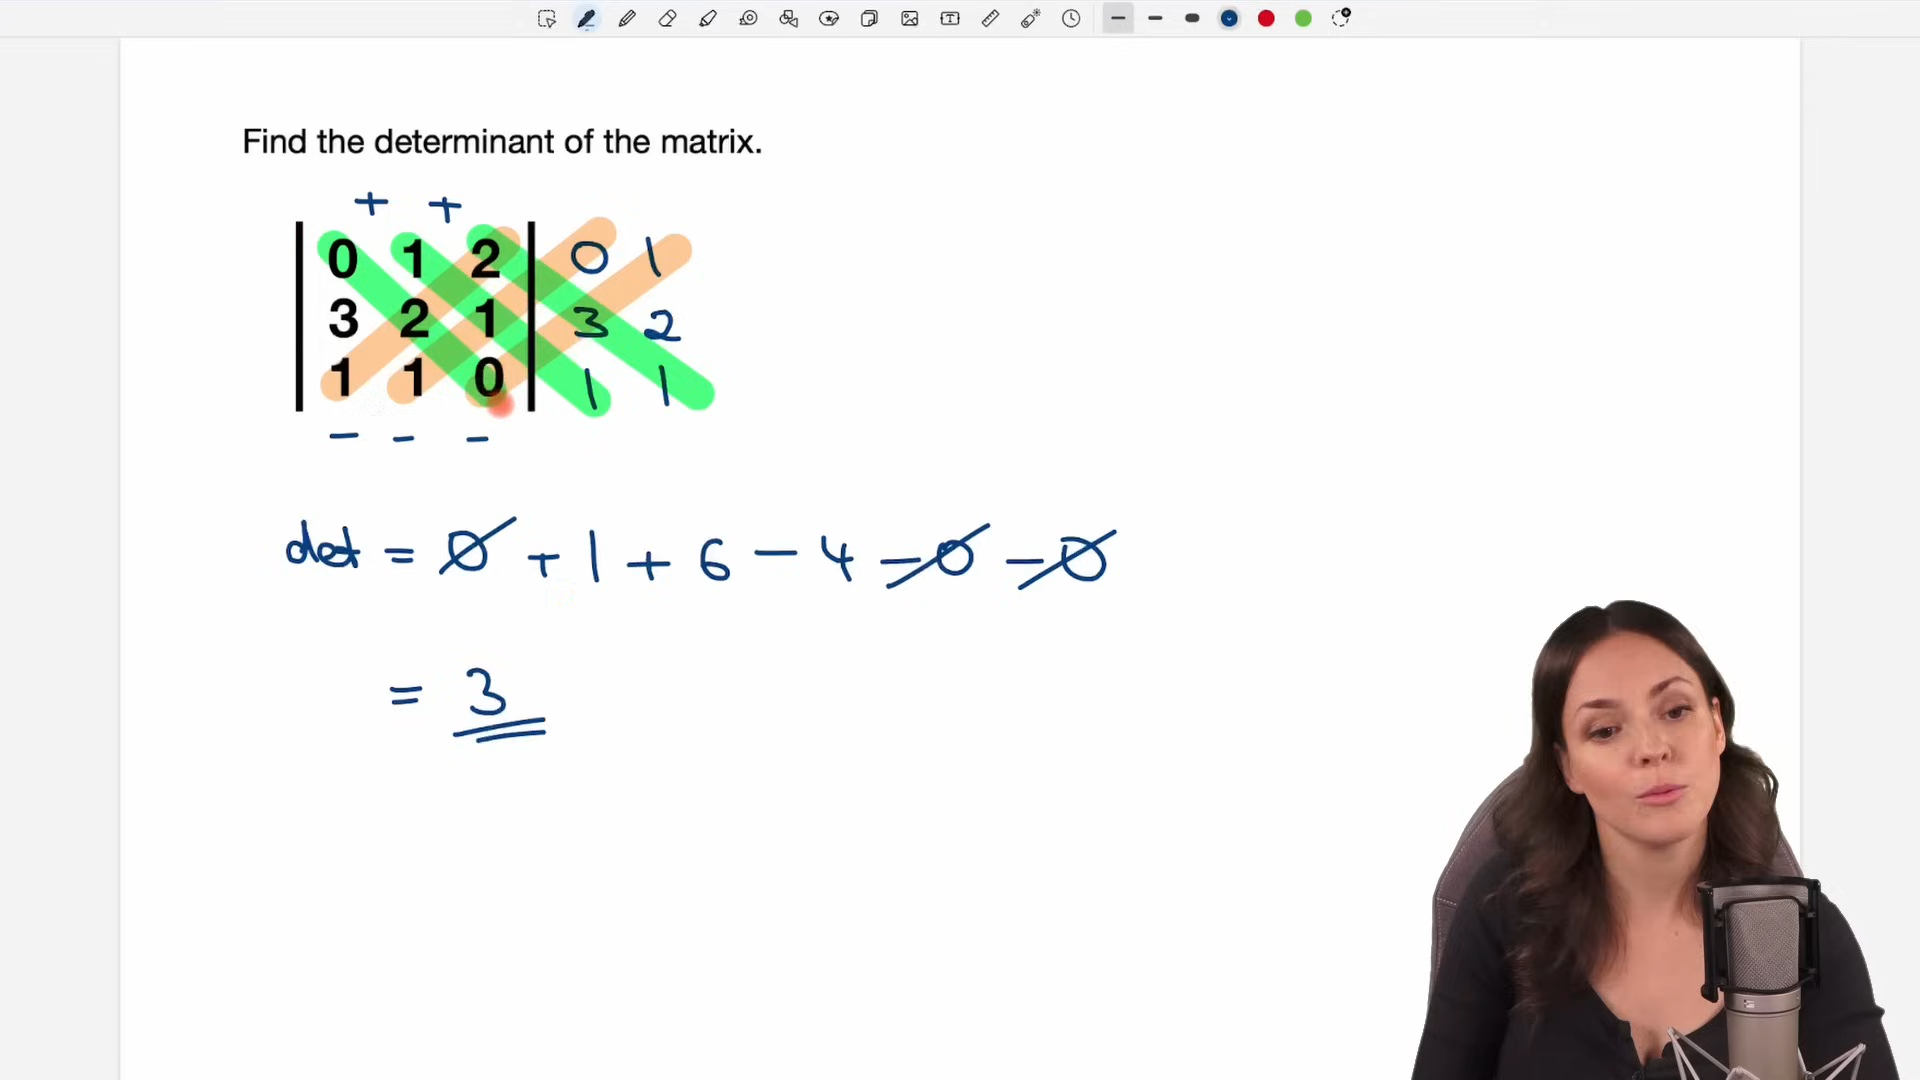 Find the determinant of the matrix.
+ +
0 1 2 0 1
3 2 1 3 2
1 1 0 1 1
- - -
det = 0 + 1 + 6 - 4 - 0 - 0
= 3